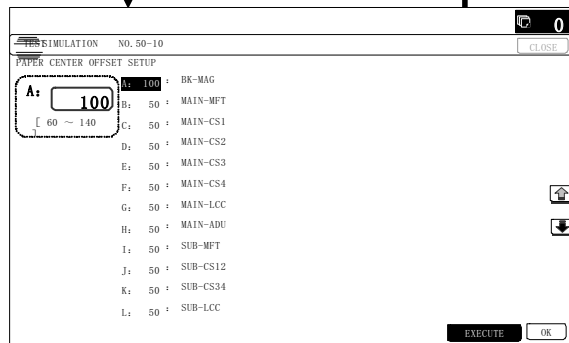 0
TEST SIMULATION NO.50-10
CLOSE
PAPER CENTER OFFSET SETUP
A: 100
[ 60 ～ 140 ]
A: 100 : BK-MAG
B: 50 : MAIN-MFT
C: 50 : MAIN-CS1
D: 50 : MAIN-CS2
E: 50 : MAIN-CS3
F: 50 : MAIN-CS4
G: 50 : MAIN-LCC
H: 50 : MAIN-ADU
I: 50 : SUB-MFT
J: 50 : SUB-CS12
K: 50 : SUB-CS34
L: 50 : SUB-LCC
EXECUTE OK